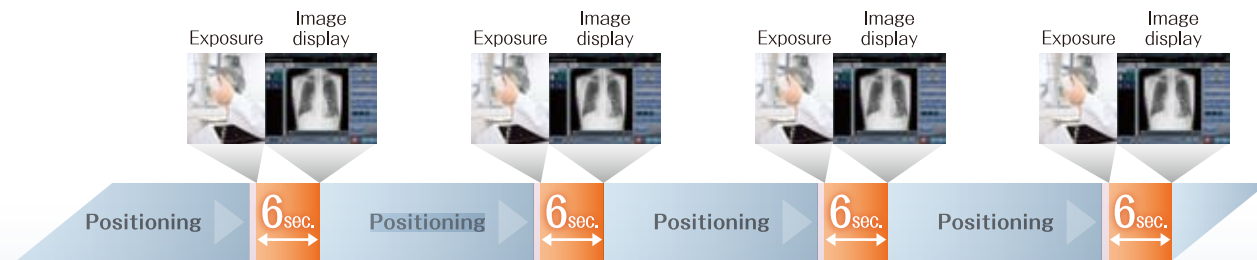 Image
Exposure display
Image
Exposure display
Image
Exposure display
Image
Exposure display
Positioning 6sec. Positioning 6sec. Positioning 6sec. Positioning 6sec.